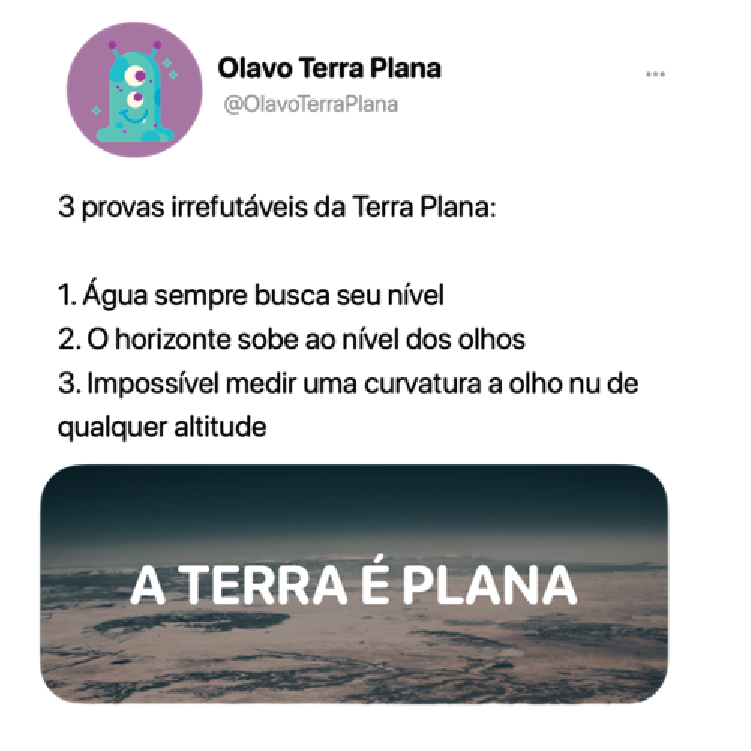 Olavo Terra Plana
@OlavoTerraPlana
3 provas irrefutáveis da Terra Plana:
1. Água sempre busca seu nível
2. O horizonte sobe ao nível dos olhos
3. Impossível medir uma curvatura a olho nu de
qualquer altitude
A TERRA É PLANA